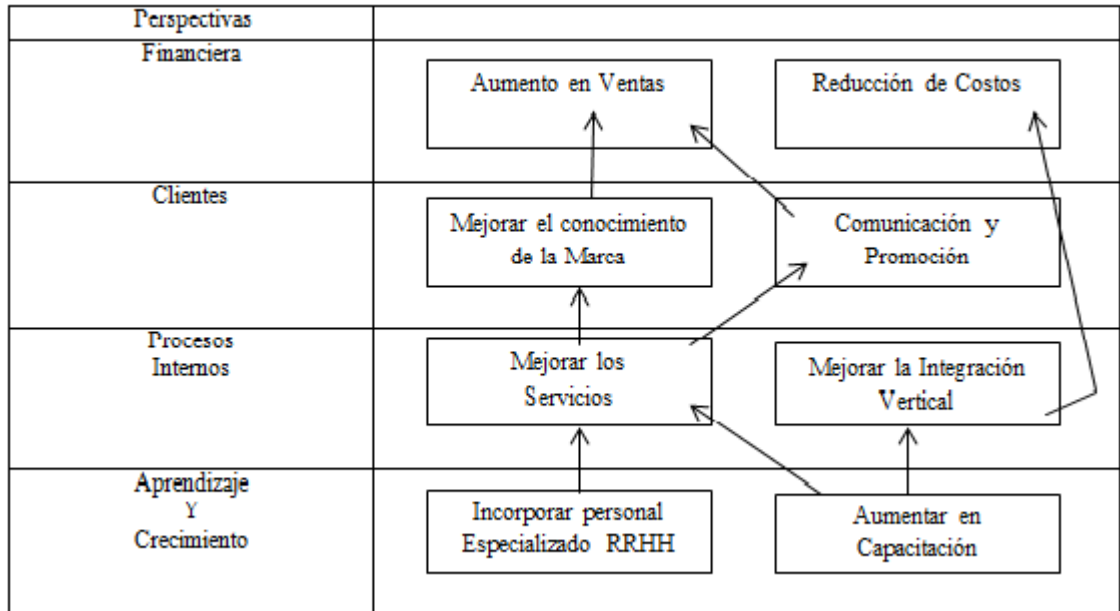 Perspectivas
Financiera
Aumento en Ventas
Reducción de Costos
Clientes
Mejorar el conocimiento
de la Marca
Comunicación y
Promoción
Procesos
Internos
Mejorar los
Servicios
Mejorar la Integración
Vertical
Aprendizaje
Y
Crecimiento
Incorporar personal
Especializado RRHH
Aumentar en
Capacitación